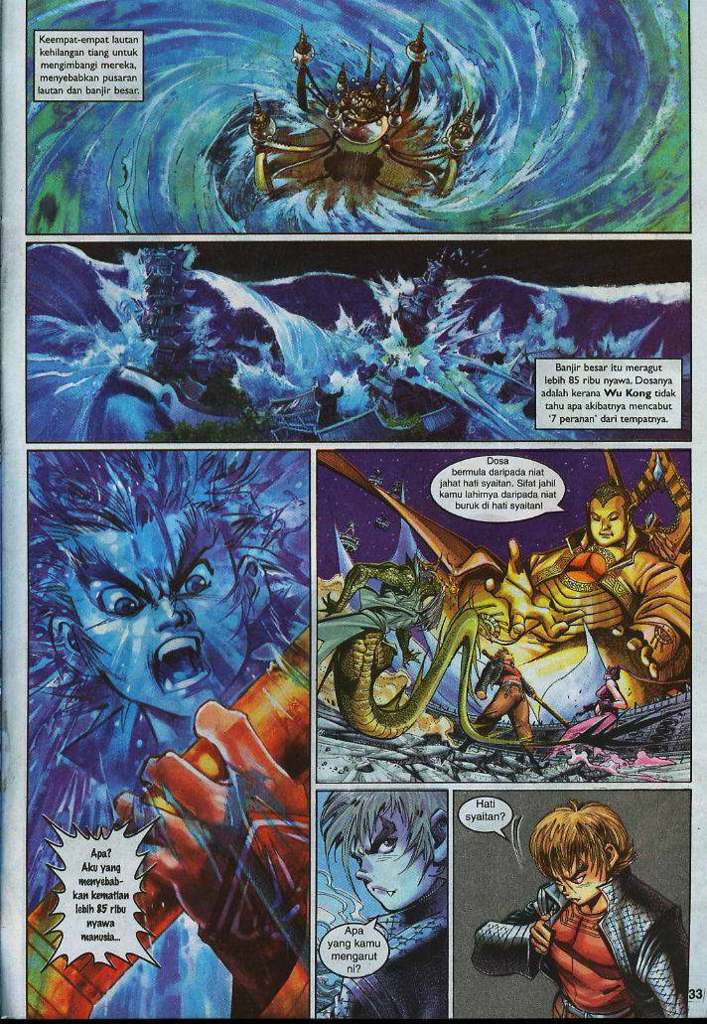 Keempat-empat lautan
kehilangan tiang untuk
mengimbangi mereka,
menyebabkan pusaran
lautan dan banjir besar.
Banjir besar itu meragut
lebih 85 ribu nyawa. Dosanya
adalah kerana Wu Kong tidak
tahu apa akibatnya mencabut
'7 peranan' dari tempatnya.
Apa?
Aku yang
menyebab-
kan kematian
lebih 85 ribu
nyawa
manusia...
Dosa
bermula daripada niat
jahat hati syaitan. Sifat jahil
kamu lahirnya daripada niat
buruk di hati syaitan!
Apa
yang kamu
mengarut
ni?
Hati
syaitan?
33